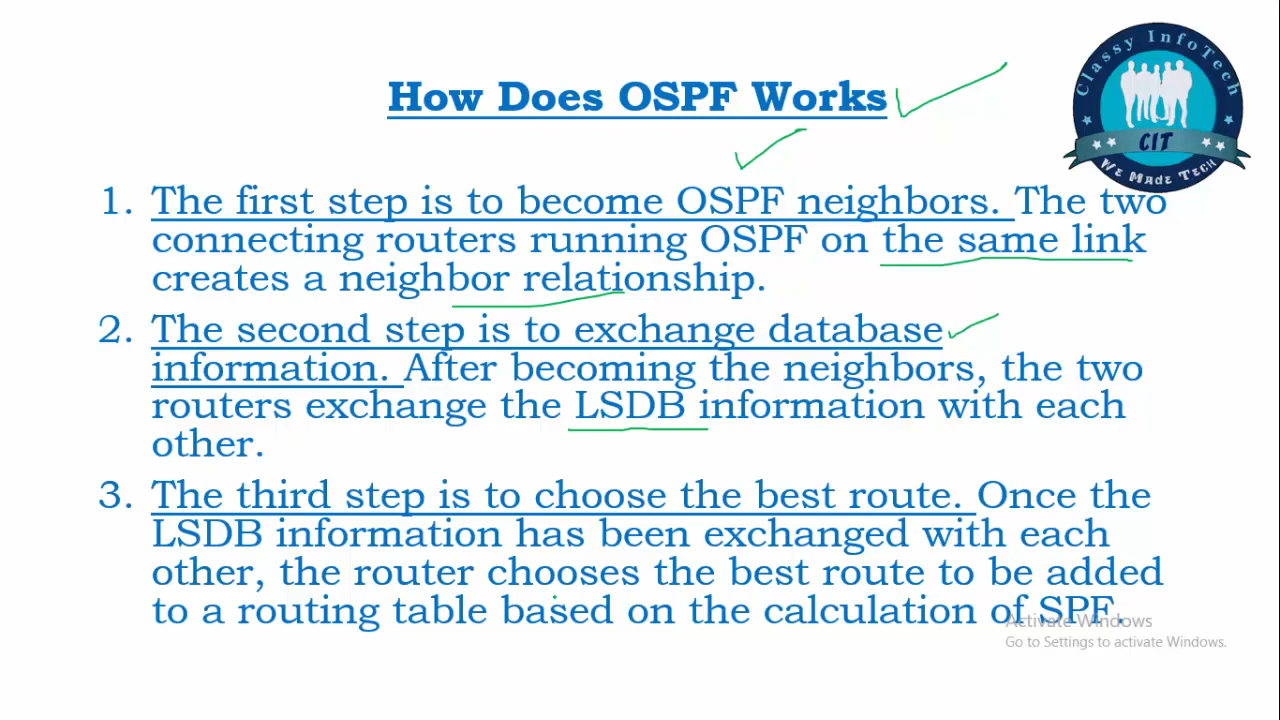 Classy InfoTech
CIT
We Made Tech
How Does OSPF Works
1. The first step is to become OSPF neighbors. The two
connecting routers running OSPF on the same link
creates a neighbor relationship.
2. The second step is to exchange database
information. After becoming the neighbors, the two
routers exchange the LSDB information with each
other.
3. The third step is to choose the best route. Once the
LSDB information has been exchanged with each
other, the router chooses the best route to be added
to a routing table based on the calculation of SPF.
Activate Windows
Go to Settings to activate Windows.